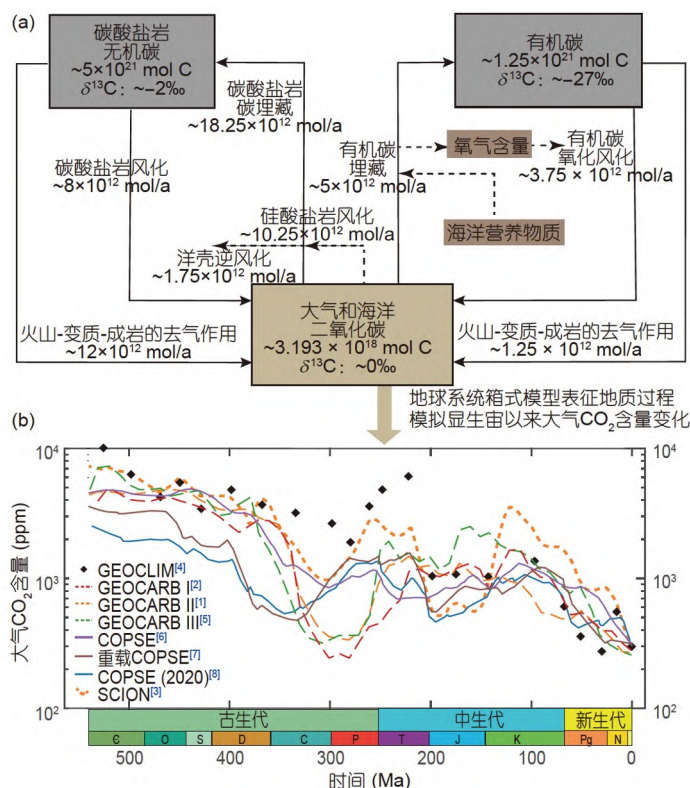 (a)
碳酸盐岩
无机碳
~5×10²¹ mol C
δ¹³C: ~-2‰
有机碳
~1.25×10²¹ mol C
δ¹³C: ~-27‰
碳酸盐岩
碳埋藏
~18.25×10¹² mol/a
碳酸盐岩风化
~8×10¹² mol/a
有机碳
埋藏
~5×10¹² mol/a
氧气含量
有机碳
氧化风化
~3.75 × 10¹² mol/a
海洋营养物质
硅酸盐岩风化
~10.25×10¹² mol/a
洋壳逆风化
~1.75×10¹² mol/a
大气和海洋
二氧化碳
~3.193 × 10¹⁸ mol C
δ¹³C: ~0‰
火山-变质-成岩的去气作用
~12×10¹² mol/a
火山-变质-成岩的去气作用
~1.25 × 10¹² mol/a
地球系统箱式模型表征地质过程
模拟显生宙以来大气CO₂含量变化
(b)
大气CO₂含量 (ppm)
10⁴
10³
10²
10⁴
10³
10²
GEOCLIM[4]
GEOCARB I[2]
GEOCARB II[1]
GEOCARB III[5]
COPSE[6]
重载COPSE[7]
COPSE (2020)[8]
SCION[3]
古生代 中生代 新生代
Є O S D C P T J K Pg N
500 400 300 200 100 0
时间 (Ma)